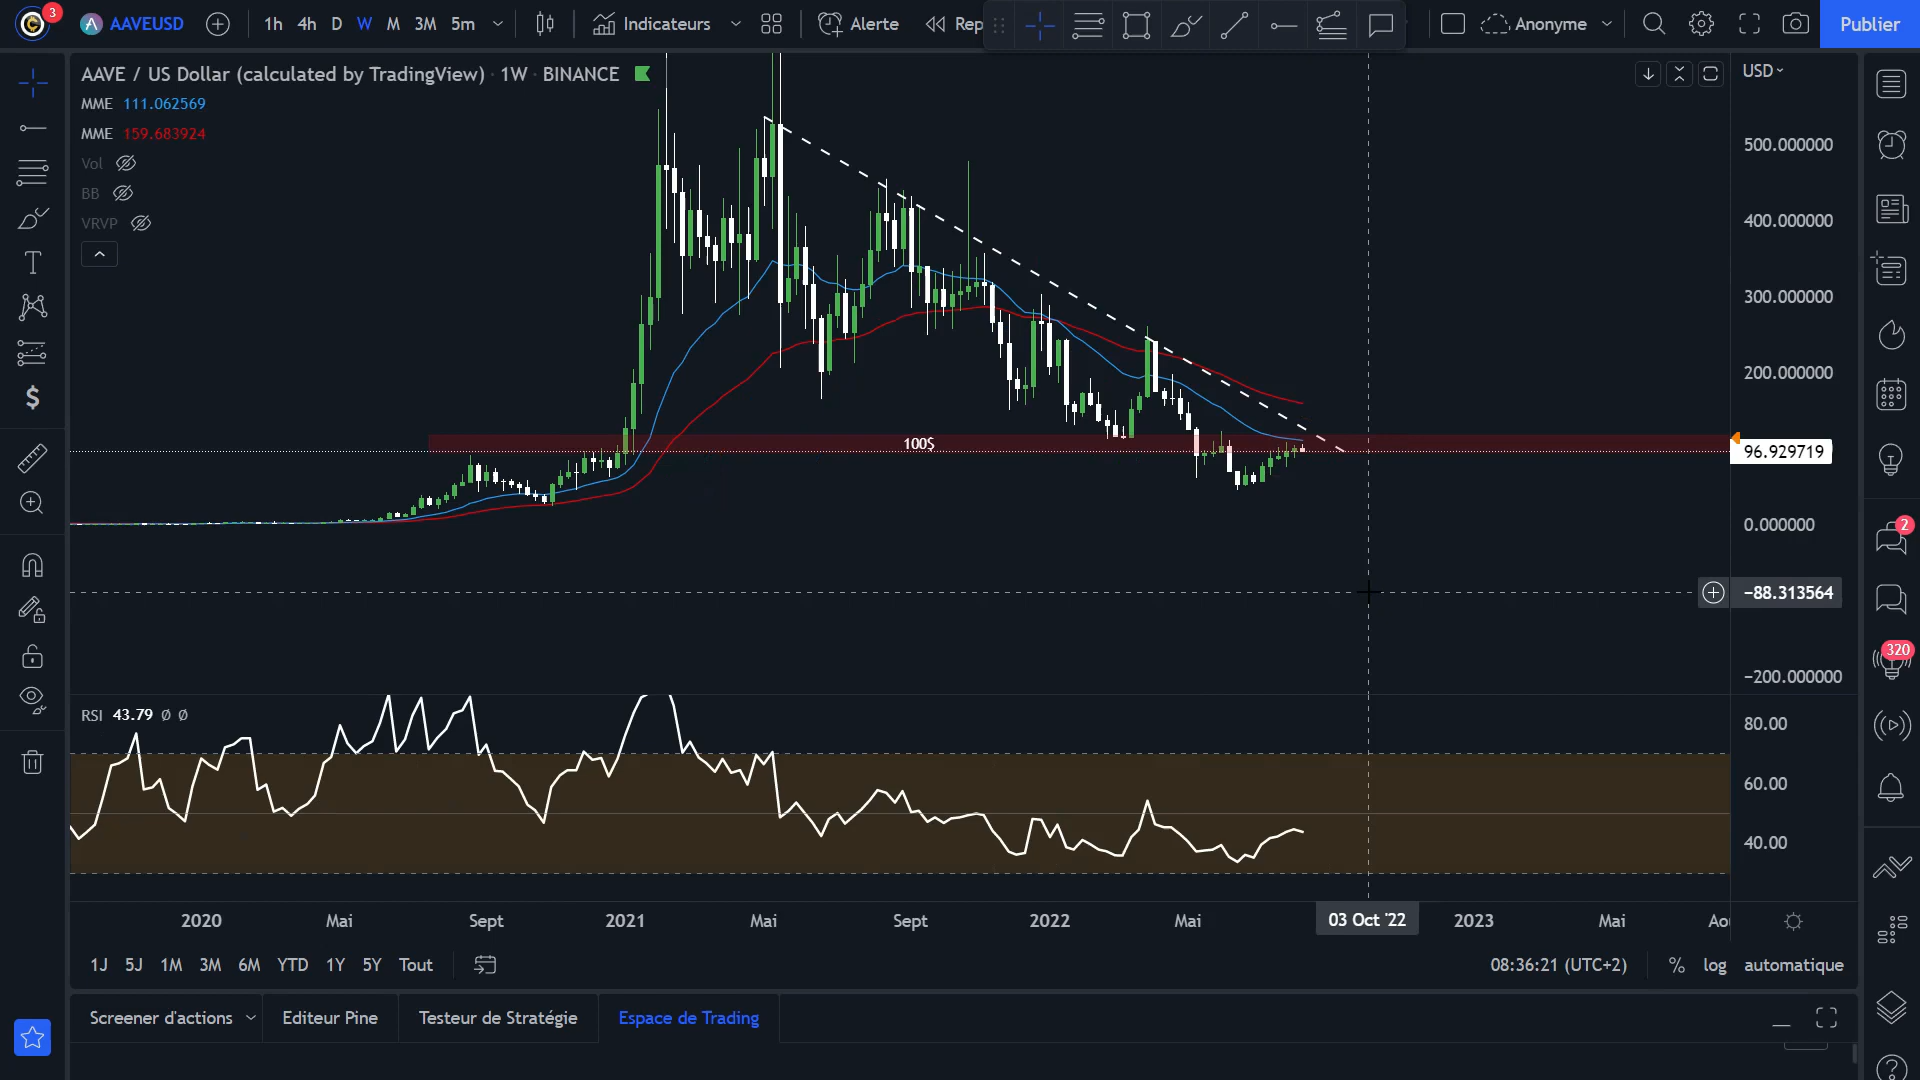 3
AAVEUSD 1h 4h D W M 3M 5m Indicateurs Alerte Rep Anonyme Publier
AAVE / US Dollar (calculated by TradingView) · 1W · BINANCE
MME 111.062569
MME 159.683924
Vol
BB
VRVP
USD
500.000000
400.000000
300.000000
200.000000
100$
96.929719
0.000000
−88.313564
−200.000000
2
320
RSI 43.79 ∅ ∅
80.00
60.00
40.00
2020 Mai Sept 2021 Mai Sept 2022 Mai 03 Oct '22 2023 Mai Aoû
1J 5J 1M 3M 6M YTD 1Y 5Y Tout 08:36:21 (UTC+2) % log automatique
Screener d'actions Editeur Pine Testeur de Stratégie Espace de Trading